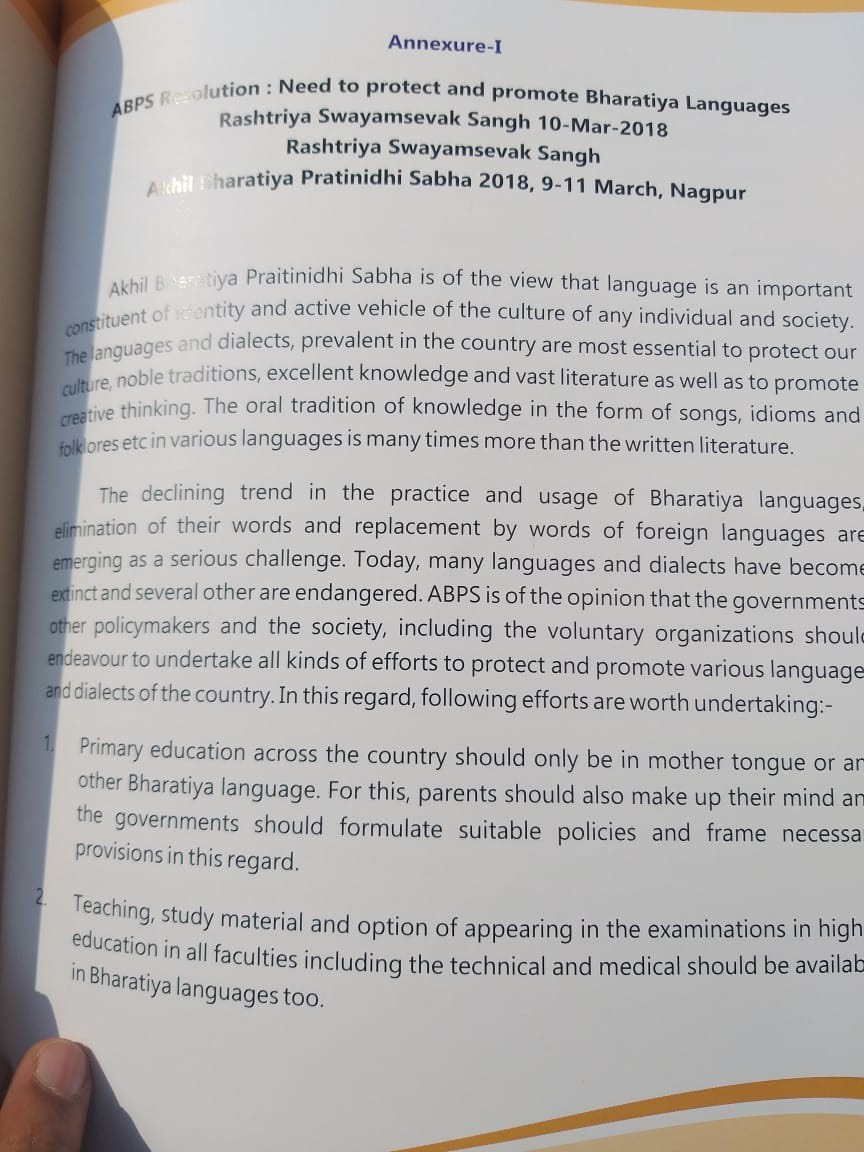 Annexure-I
ABPS Resolution : Need to protect and promote Bharatiya Languages
Rashtriya Swayamsevak Sangh 10-Mar-2018
Rashtriya Swayamsevak Sangh
Akhil Bharatiya Pratinidhi Sabha 2018, 9-11 March, Nagpur
Akhil Bharatiya Praitinidhi Sabha is of the view that language is an important
constituent of identity and active vehicle of the culture of any individual and society.
The languages and dialects, prevalent in the country are most essential to protect our
culture, noble traditions, excellent knowledge and vast literature as well as to promote
creative thinking. The oral tradition of knowledge in the form of songs, idioms and
folklores etc in various languages is many times more than the written literature.
The declining trend in the practice and usage of Bharatiya languages,
elimination of their words and replacement by words of foreign languages are
emerging as a serious challenge. Today, many languages and dialects have become
extinct and several other are endangered. ABPS is of the opinion that the governments
other policymakers and the society, including the voluntary organizations shoul
endeavour to undertake all kinds of efforts to protect and promote various language
and dialects of the country. In this regard, following efforts are worth undertaking:-
1. Primary education across the country should only be in mother tongue or an
other Bharatiya language. For this, parents should also make up their mind an
the governments should formulate suitable policies and frame necessa
provisions in this regard.
2. Teaching, study material and option of appearing in the examinations in high
education in all faculties including the technical and medical should be availab
in Bharatiya languages too.